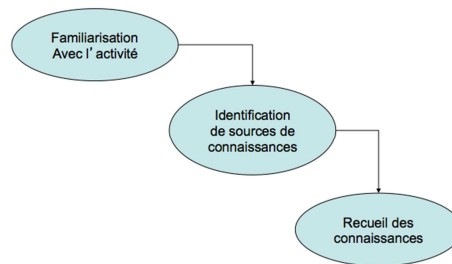 Familiarisation
Avec l’activité
Identification
de sources de
connaissances
Recueil des
connaissances